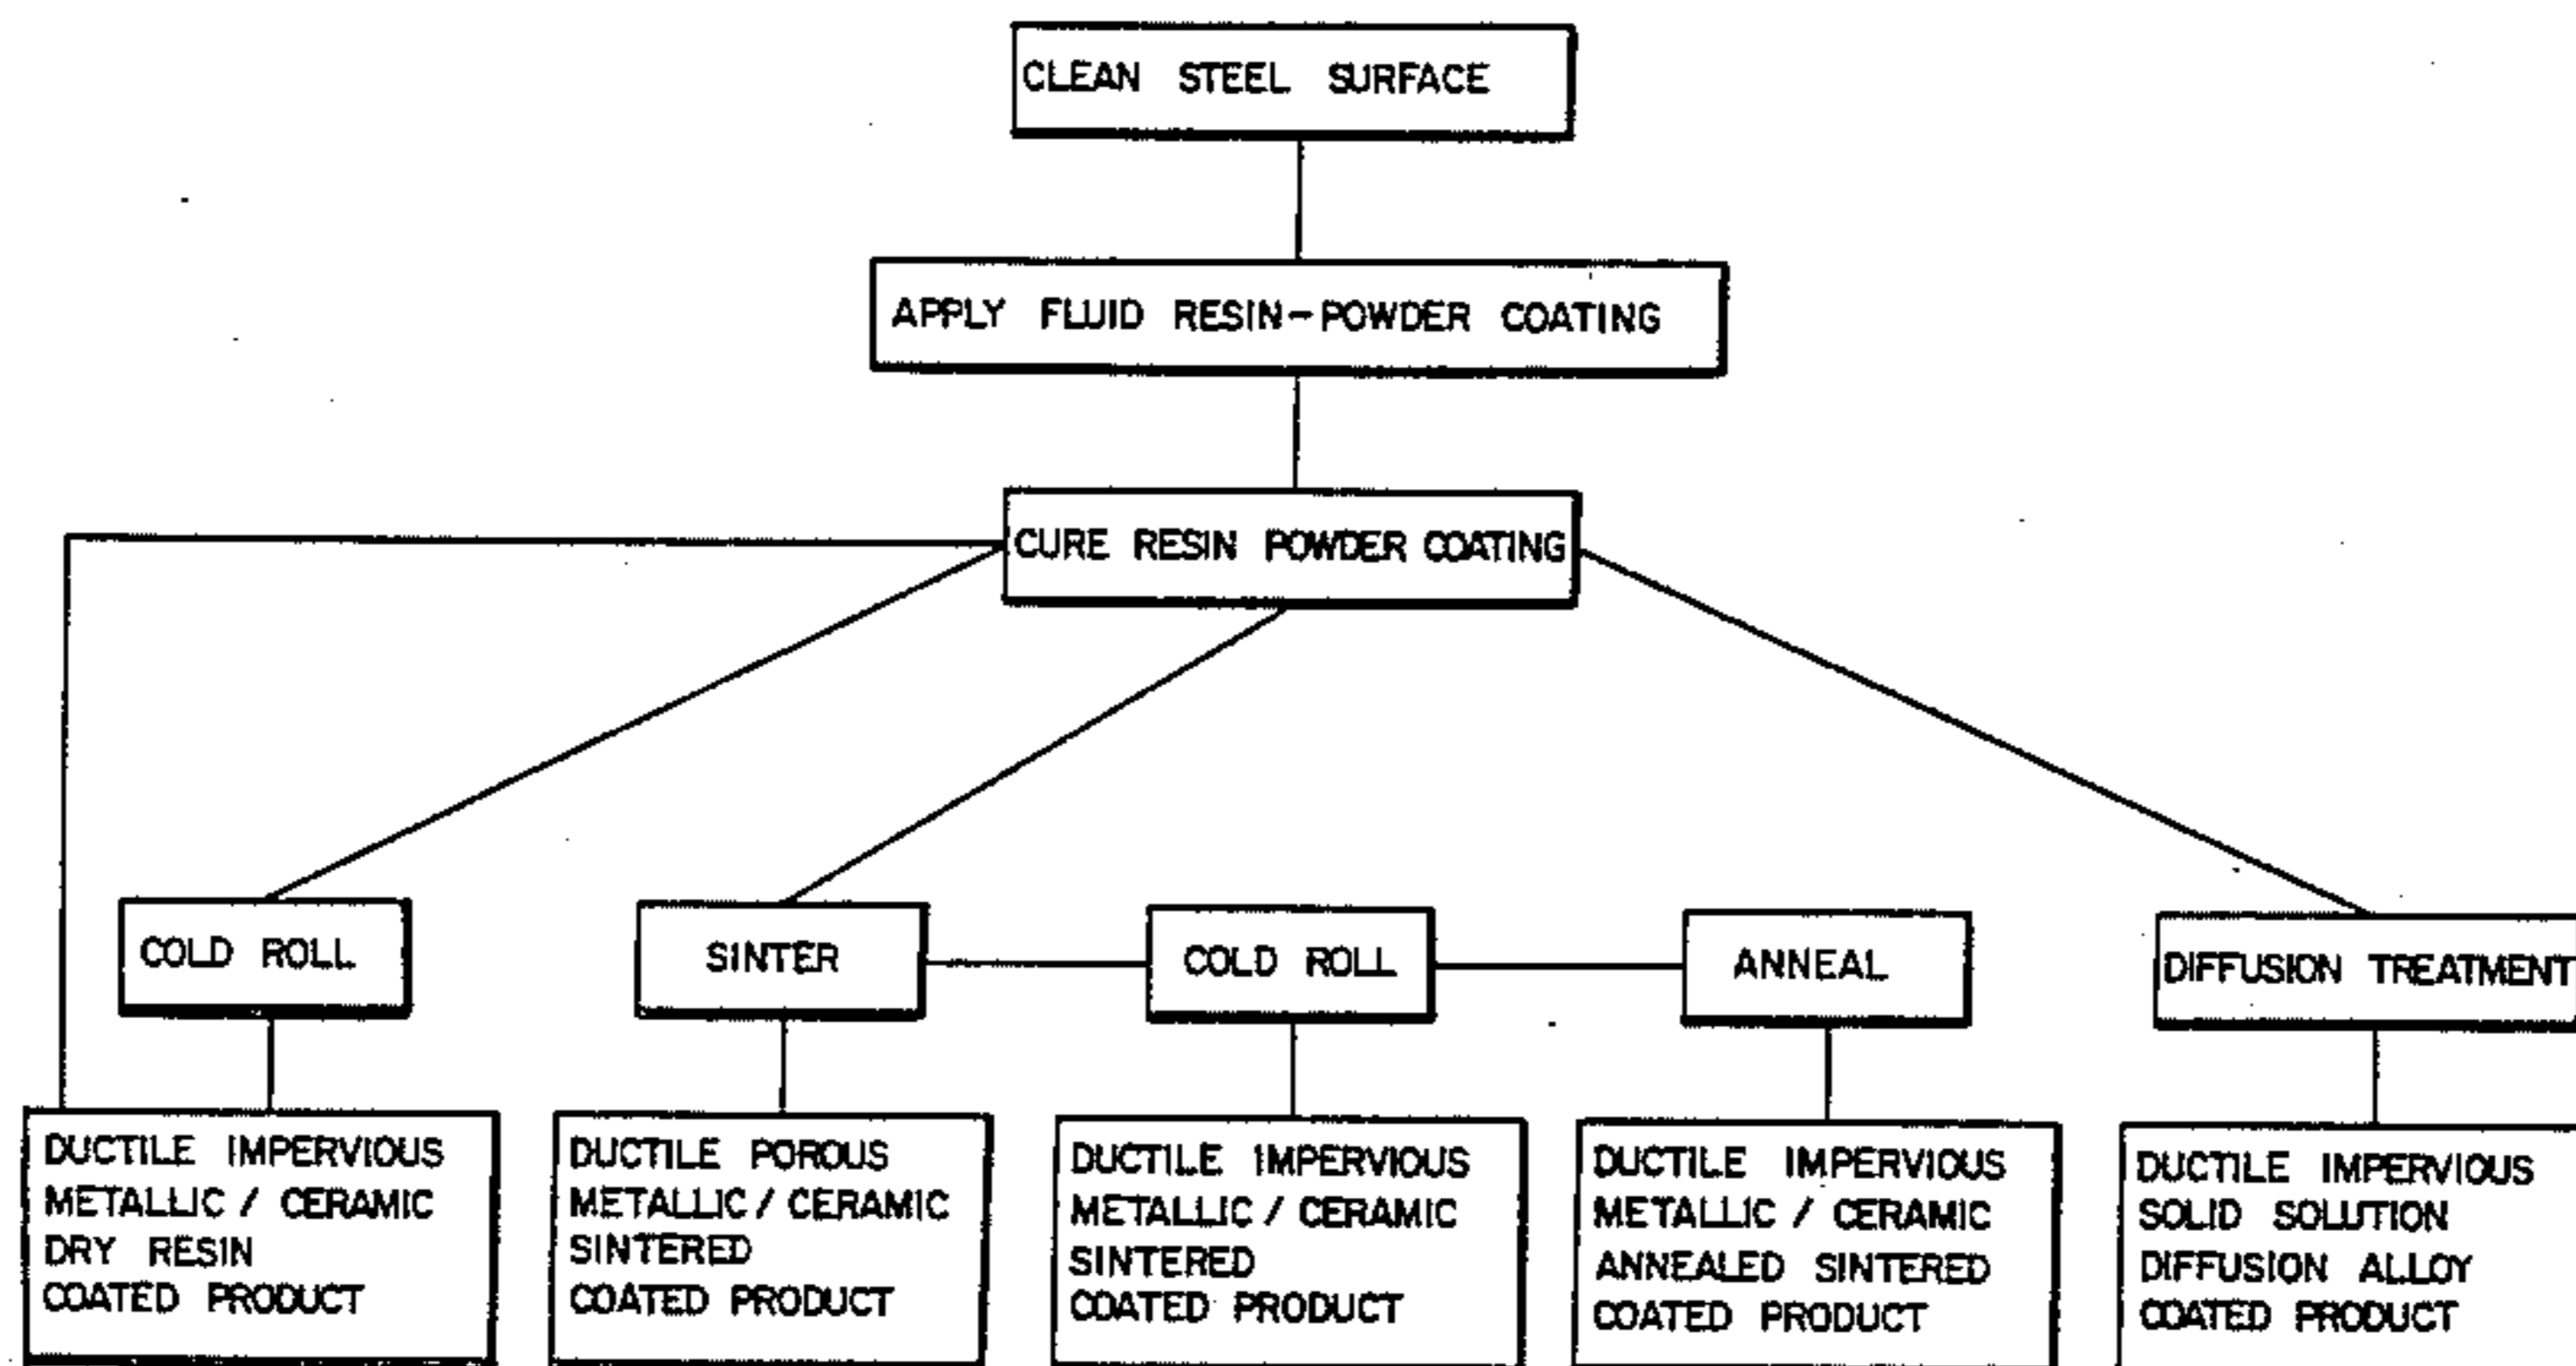 CLEAN STEEL SURFACE
APPLY FLUID RESIN-POWDER COATING
CURE RESIN POWDER COATING
COLD ROLL
SINTER
COLD ROLL
ANNEAL
DIFFUSION TREATMENT
DUCTILE IMPERVIOUS
METALLIC / CERAMIC
DRY RESIN
COATED PRODUCT
DUCTILE POROUS
METALLIC / CERAMIC
SINTERED
COATED PRODUCT
DUCTILE IMPERVIOUS
METALLIC / CERAMIC
SINTERED
COATED PRODUCT
DUCTILE IMPERVIOUS
METALLIC / CERAMIC
ANNEALED SINTERED
COATED PRODUCT
DUCTILE IMPERVIOUS
SOLID SOLUTION
DIFFUSION ALLOY
COATED PRODUCT